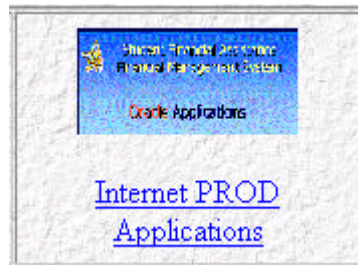 Student Financial Assistance
Financial Management System
Oracle Applications
Internet PROD
Applications